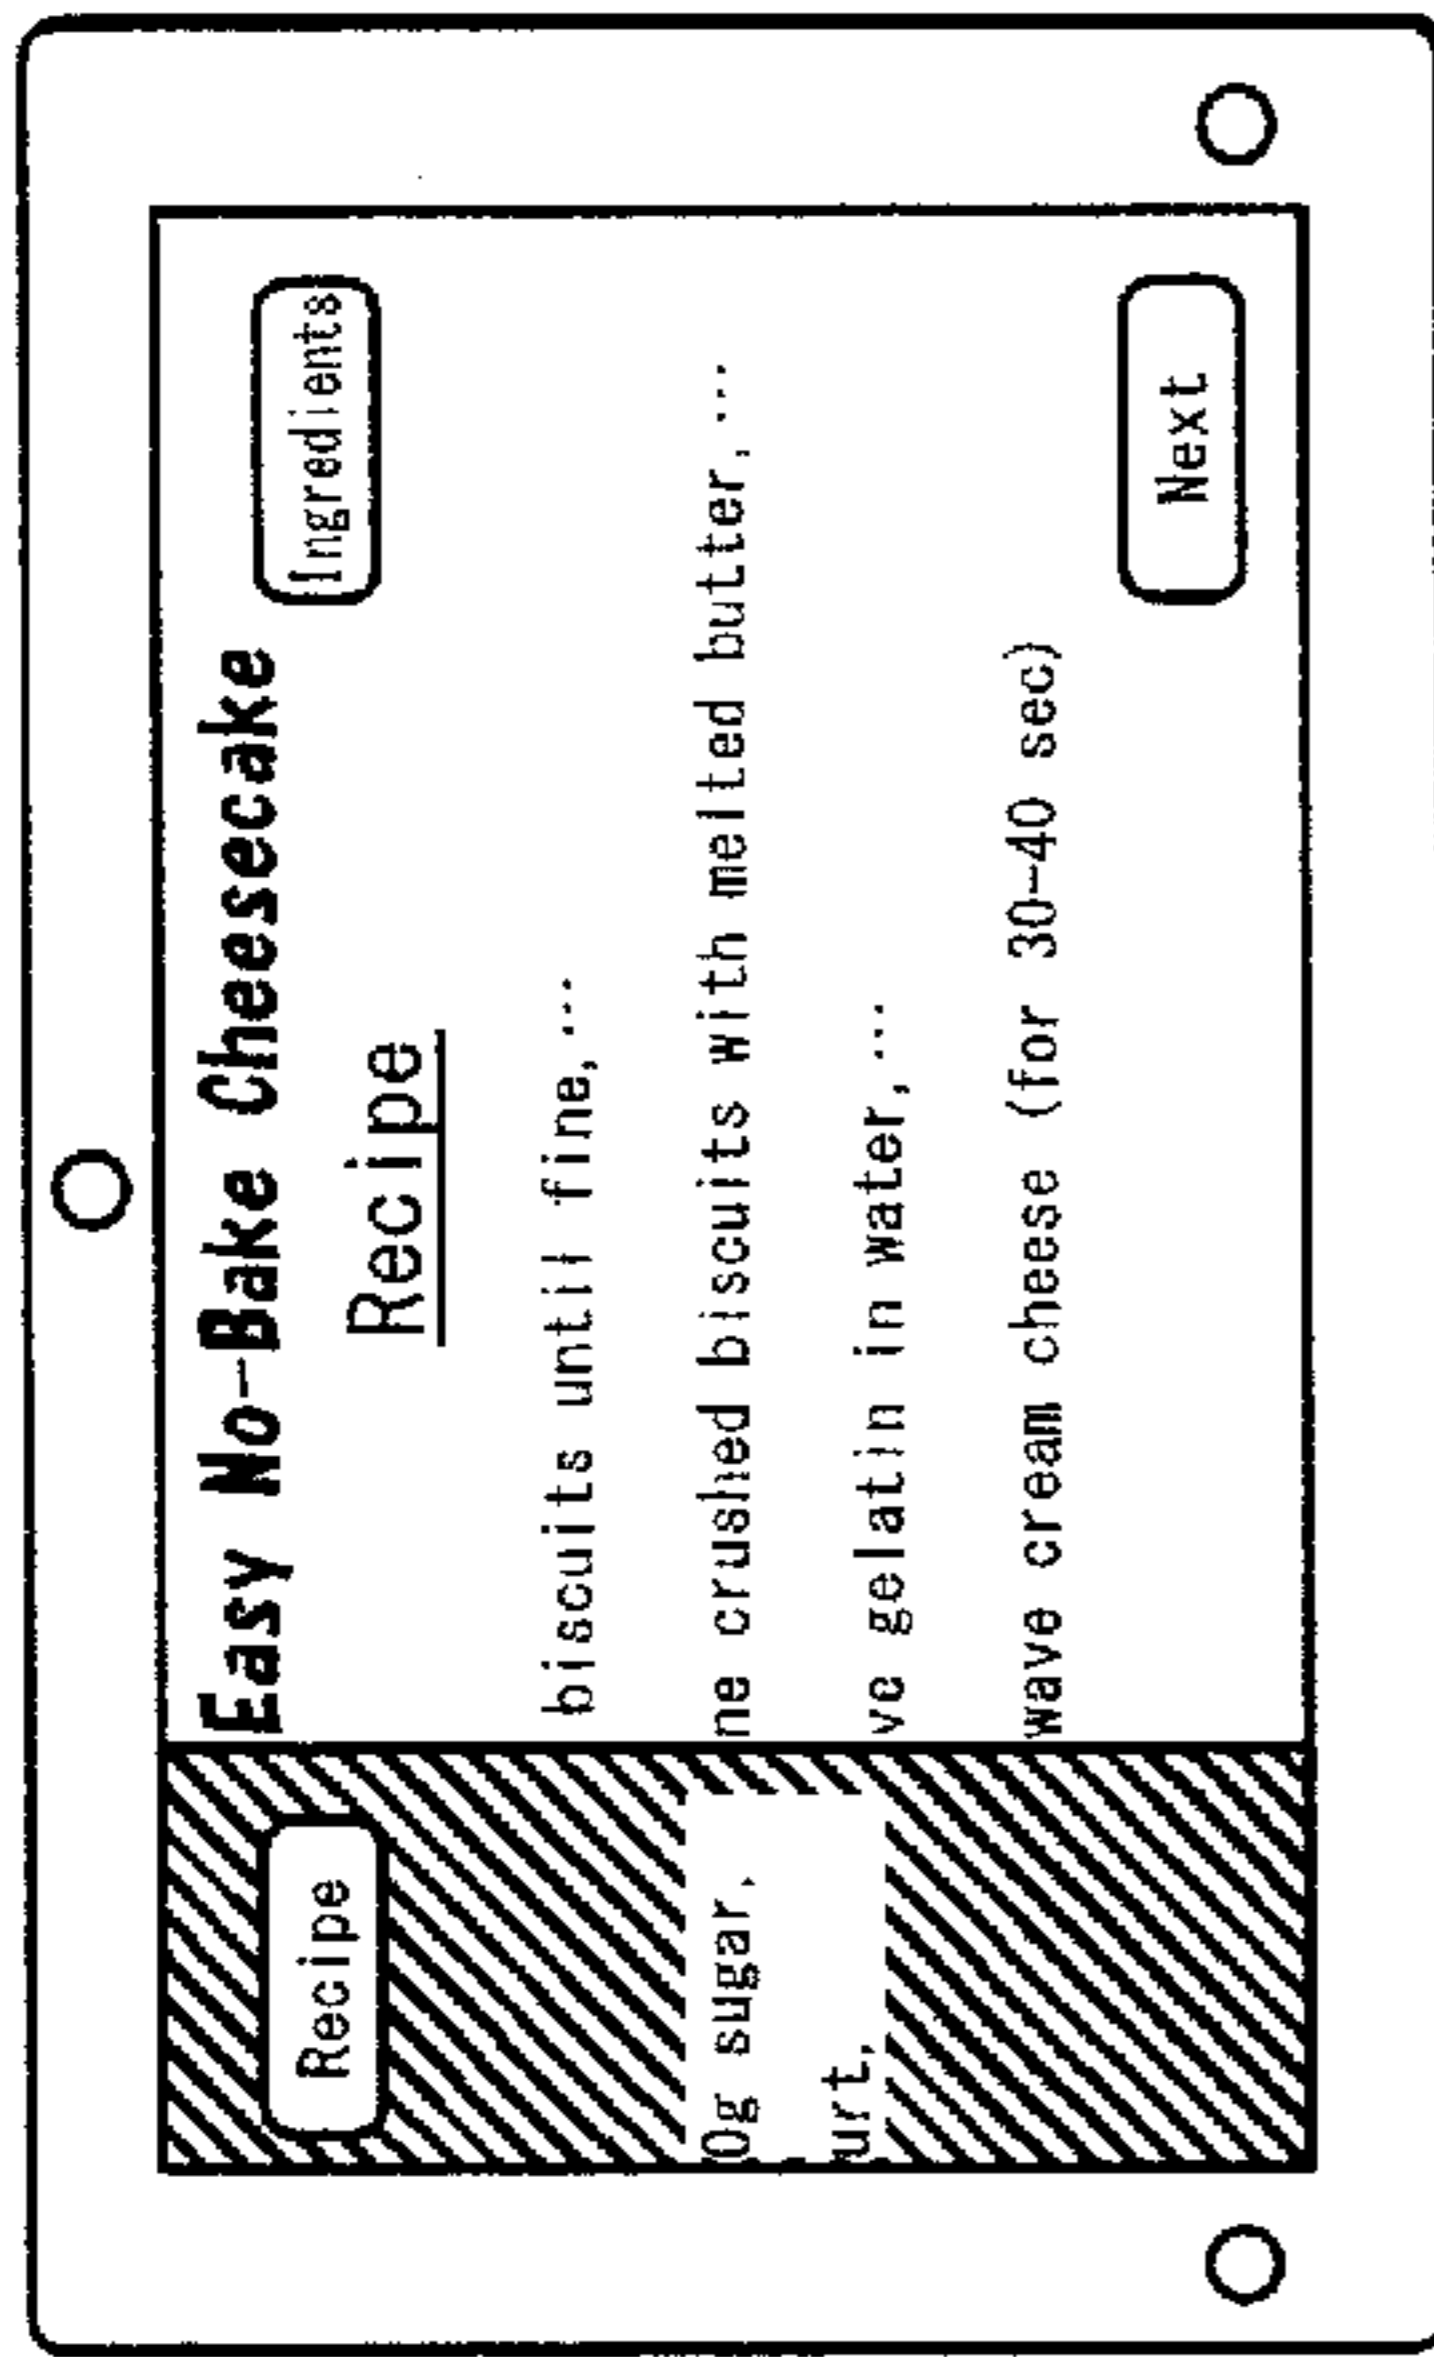 Easy No-Bake Cheesecake
Recipe
Ingredients
Recipe
biscuits until fine,...
0g sugar,
ne crushed biscuits with melted butter, ...
urt,
ve gelatin in water,...
wave cream cheese (for 30-40 sec)
Next